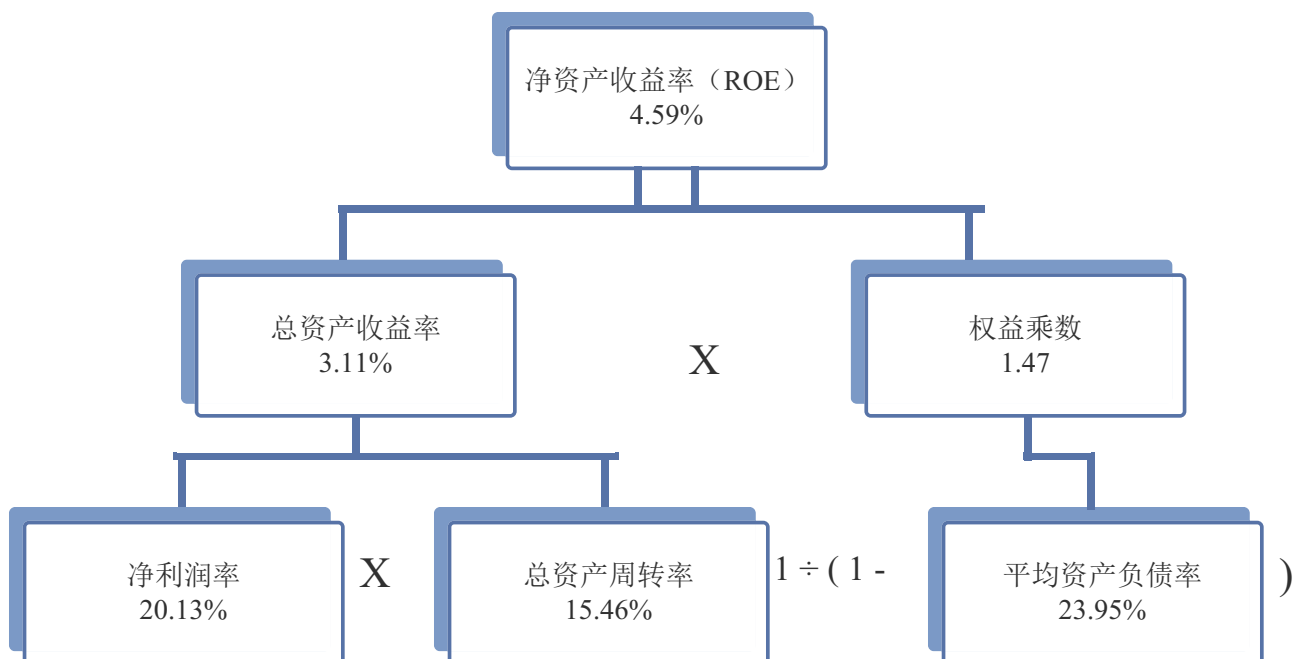 净资产收益率（ROE）
4.59%
总资产收益率
3.11%
X
权益乘数
1.47
净利润率
20.13%
X
总资产周转率
15.46%
1 ÷ ( 1 -
平均资产负债率
23.95%
)